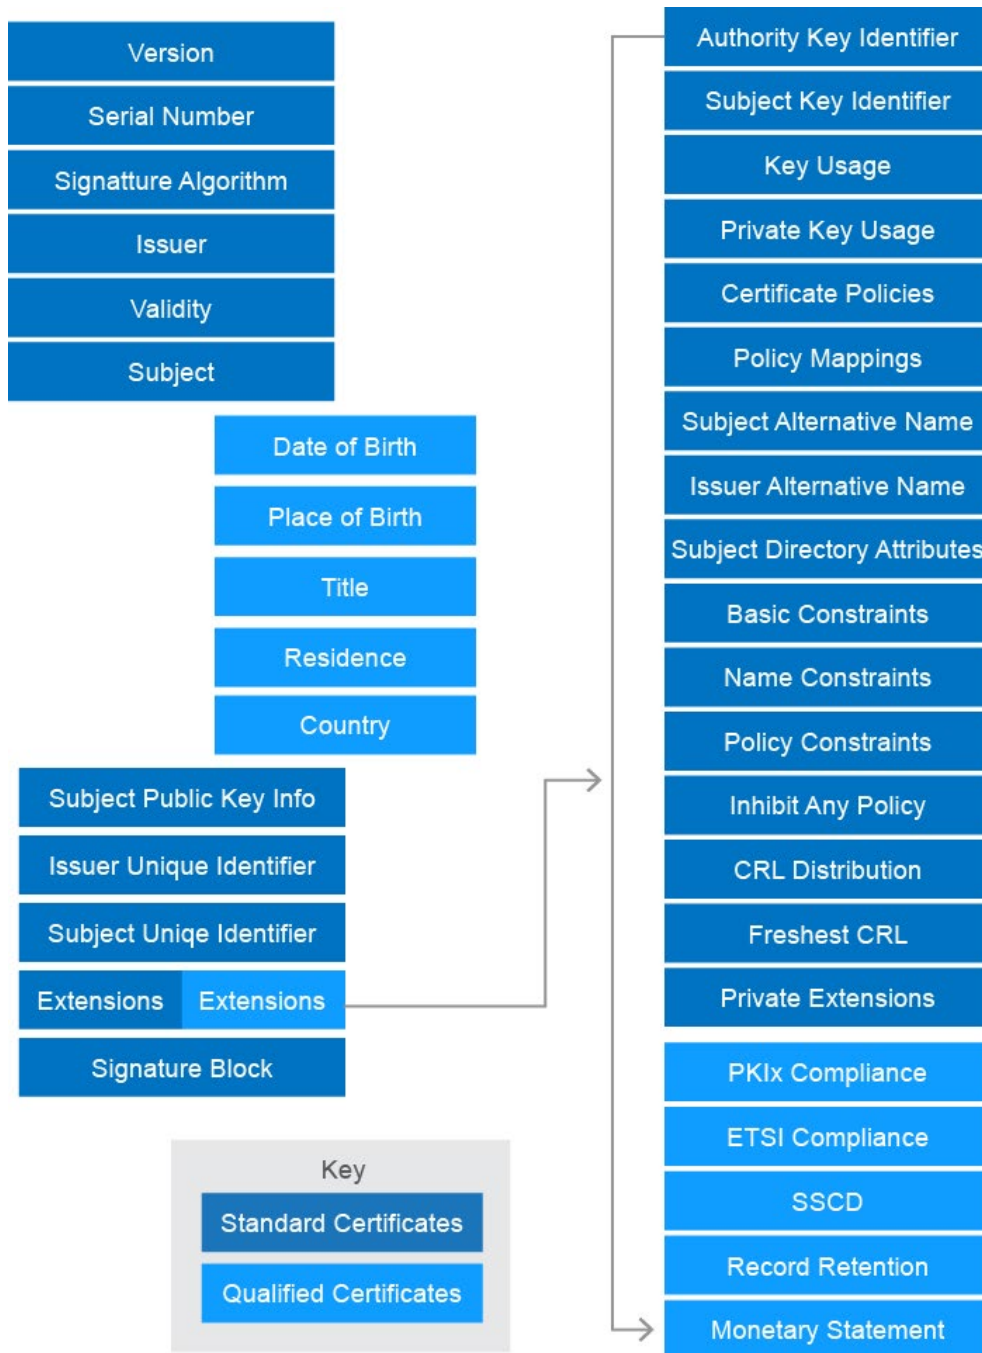 Version
Serial Number
Signatture Algorithm
Issuer
Validity
Subject
Date of Birth
Place of Birth
Title
Residence
Country
Subject Public Key Info
Issuer Unique Identifier
Subject Uniqe Identifier
Extensions Extensions
Signature Block
Key
Standard Certificates
Qualified Certificates
Authority Key Identifier
Subject Key Identifier
Key Usage
Private Key Usage
Certificate Policies
Policy Mappings
Subject Alternative Name
Issuer Alternative Name
Subject Directory Attributes
Basic Constraints
Name Constraints
Policy Constraints
Inhibit Any Policy
CRL Distribution
Freshest CRL
Private Extensions
PKIx Compliance
ETSI Compliance
SSCD
Record Retention
Monetary Statement